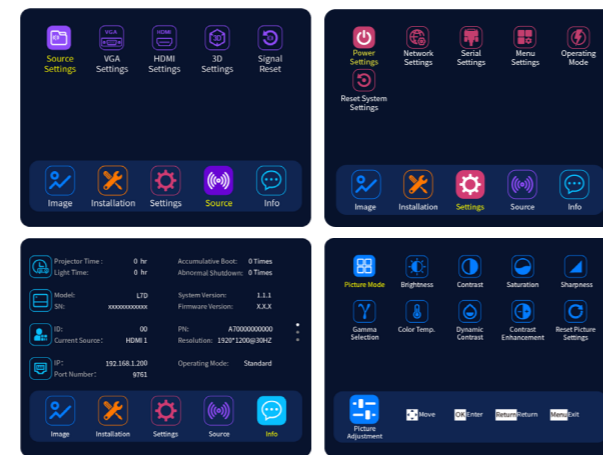 VGA
HDMI
3D
Source Settings
VGA Settings
HDMI Settings
3D Settings
Signal Reset
Image
Installation
Settings
Source
Info
Power Settings
Network Settings
Serial Settings
Menu Settings
Operating Mode
Reset System Settings
Image
Installation
Settings
Source
Info
Projector Time: 0 hr
Accumulative Boot: 0 Times
Light Time: 0 hr
Abnormal Shutdown: 0 Times
Model: L7D
System Version: 1.1.1
SN: xxxxxxxxxxxx
Firmware Version: X.X.X
ID: 00
PN: A70000000000
Current Source: HDMI 1
Resolution: 1920*1200@30HZ
IP: 192.168.1.200
Operating Mode: Standard
Port Number: 9761
Image
Installation
Settings
Source
Info
Picture Mode
Brightness
Contrast
Saturation
Sharpness
Gamma Selection
Color Temp.
Dynamic Contrast
Contrast Enhancement
Reset Picture Settings
Picture Adjustment
Move
OK Enter
Return Return
Menu Exit